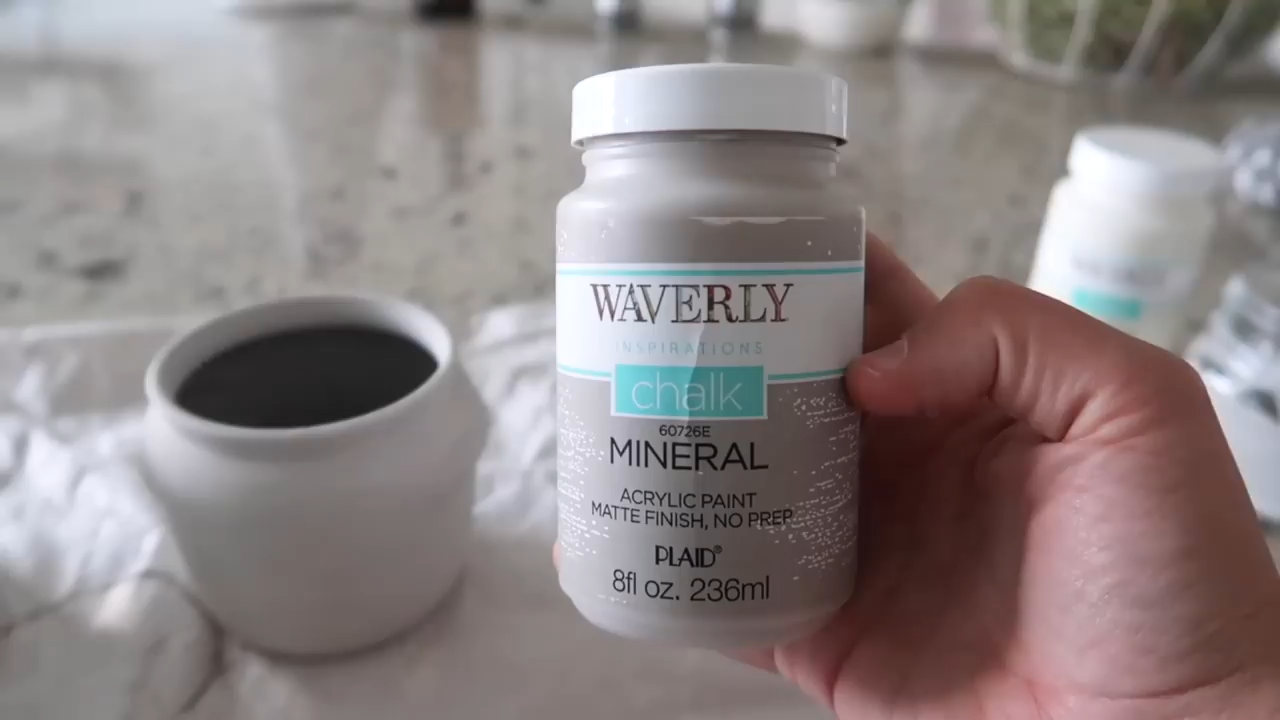 WAVERLY
INSPIRATIONS
chalk
60726E
MINERAL
ACRYLIC PAINT
MATTE FINISH, NO PREP
PLAID®
8fl oz. 236ml